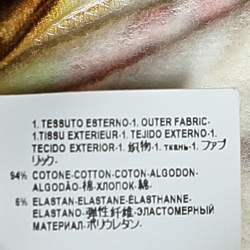 1. TESSUTO ESTERNO-1. OUTER FABRIC-
1.TISSU EXTERIEUR-1. TEJIDO EXTERNO-1.
TECIDO EXTERIOR-1. 织物-1. ткань-1. ファブ
リック-
94% COTONE-COTTON-COTON-ALGODON-
ALGODÃO-棉-ХЛОПОК-綿-
6% ELASTAN-ELASTANE-ELASTHANNE-
ELASTANO-弹性纤维-ЭЛАСТОМЕРНЫЙ
МАТЕРИАЛ-ポリウレタン-